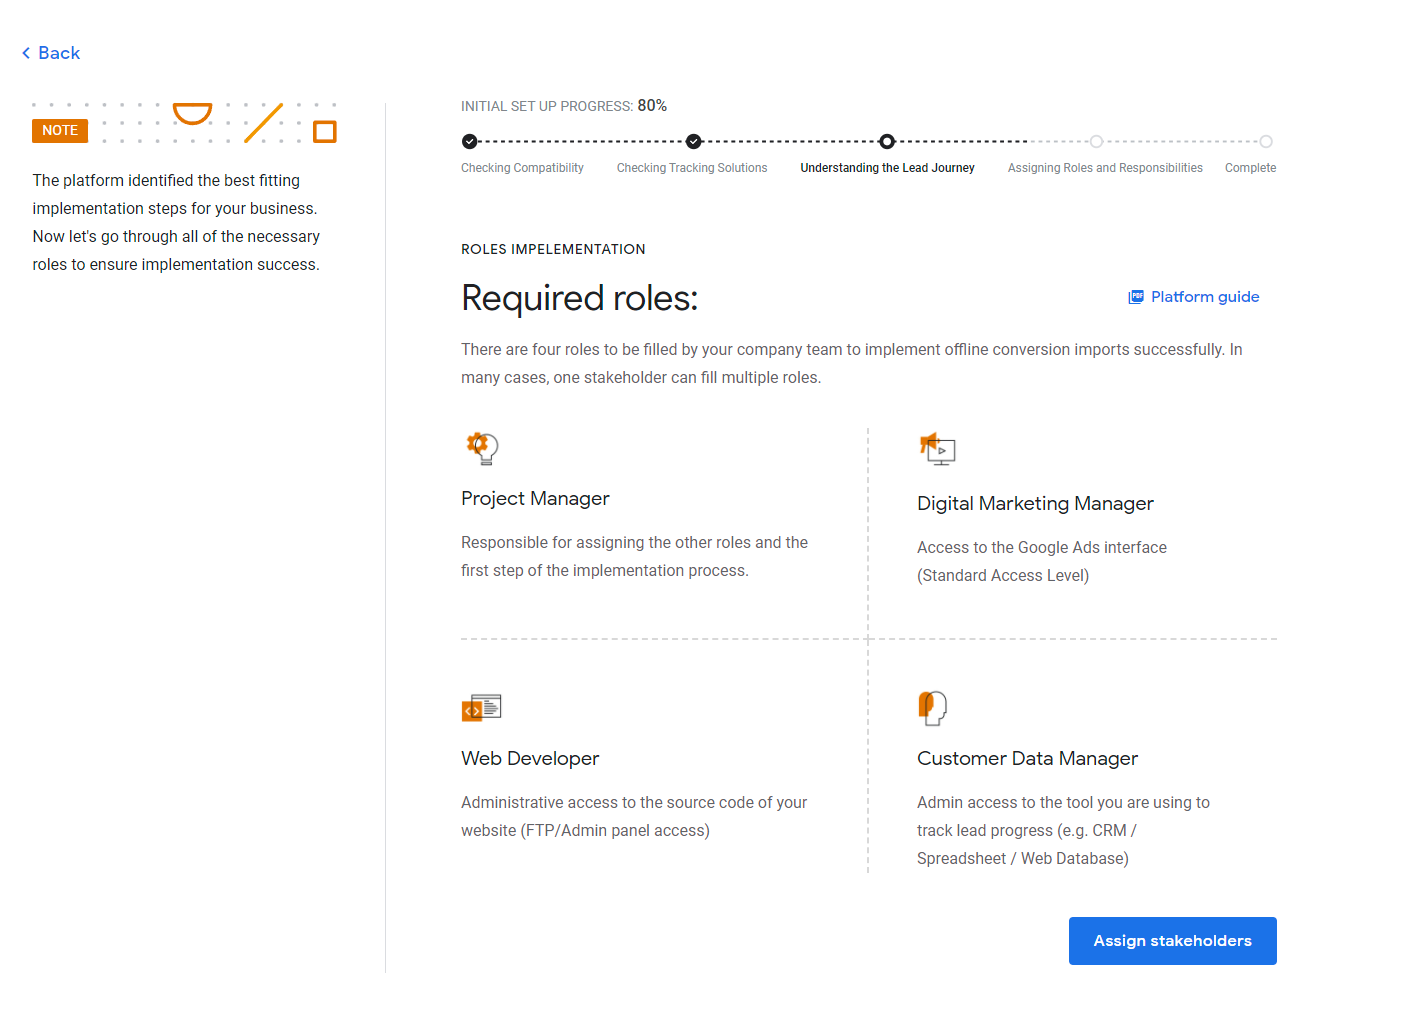 Back
NOTE
The platform identified the best fitting
implementation steps for your business.
Now let's go through all of the necessary
roles to ensure implementation success.
INITIAL SET UP PROGRESS: 80%
Checking Compatibility
Checking Tracking Solutions
Understanding the Lead Journey
Assigning Roles and Responsibilities
Complete
ROLES IMPELEMENTATION
Required roles:
PDF
Platform guide
There are four roles to be filled by your company team to implement offline conversion imports successfully. In
many cases, one stakeholder can fill multiple roles.
Project Manager
Responsible for assigning the other roles and the
first step of the implementation process.
Digital Marketing Manager
Access to the Google Ads interface
(Standard Access Level)
Web Developer
Administrative access to the source code of your
website (FTP/Admin panel access)
Customer Data Manager
Admin access to the tool you are using to
track lead progress (e.g. CRM /
Spreadsheet / Web Database)
Assign stakeholders